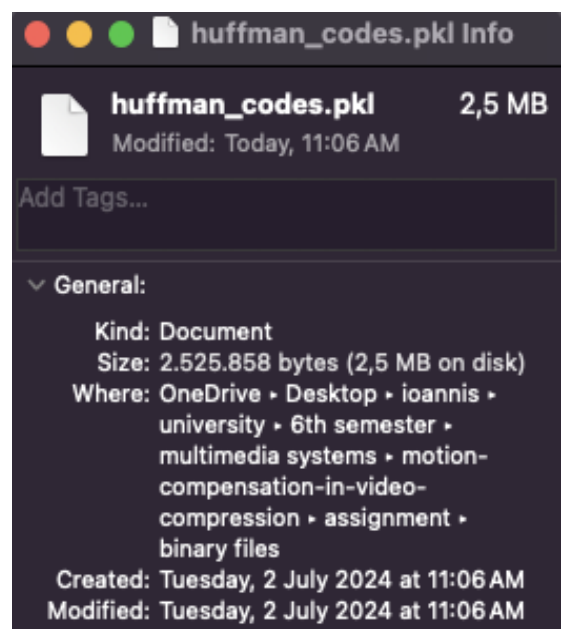 huffman_codes.pkl Info
huffman_codes.pkl 2,5 MB
Modified: Today, 11:06 AM
Add Tags...
General:
Kind: Document
Size: 2.525.858 bytes (2,5 MB on disk)
Where: OneDrive ▸ Desktop ▸ ioannis ▸
university ▸ 6th semester ▸
multimedia systems ▸ motion-
compensation-in-video-
compression ▸ assignment ▸
binary files
Created: Tuesday, 2 July 2024 at 11:06 AM
Modified: Tuesday, 2 July 2024 at 11:06 AM